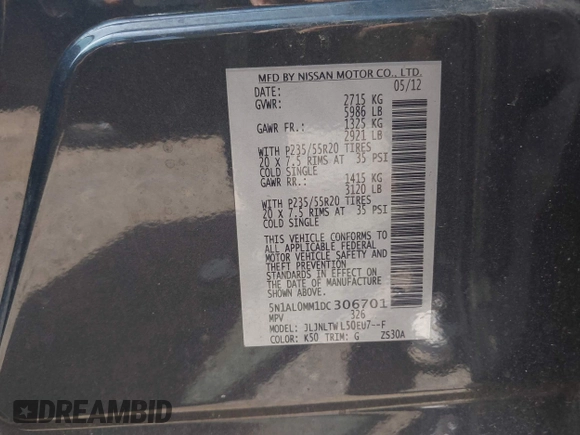 MFD BY NISSAN MOTOR CO., LTD.
DATE: 05/12
GVWR: 2715 KG
5986 LB
GAWR FR.: 1325 KG
2921 LB
WITH P235/55R20 TIRES
20 X 7.5 RIMS AT 35 PSI
COLD SINGLE
GAWR RR.: 1415 KG
3120 LB
WITH P235/55R20 TIRES
20 X 7.5 RIMS AT 35 PSI
COLD SINGLE
THIS VEHICLE CONFORMS TO
ALL APPLICABLE FEDERAL
MOTOR VEHICLE SAFETY AND
THEFT PREVENTION
STANDARDS IN EFFECT ON
THE DATE OF MANUFACTURE
SHOWN ABOVE.
5N1AL0MM1DC306701
MPV 326
MODEL: JLJNLTWL50EU7--F
COLOR: K50 TRIM: G ZS30A
DREAMBID